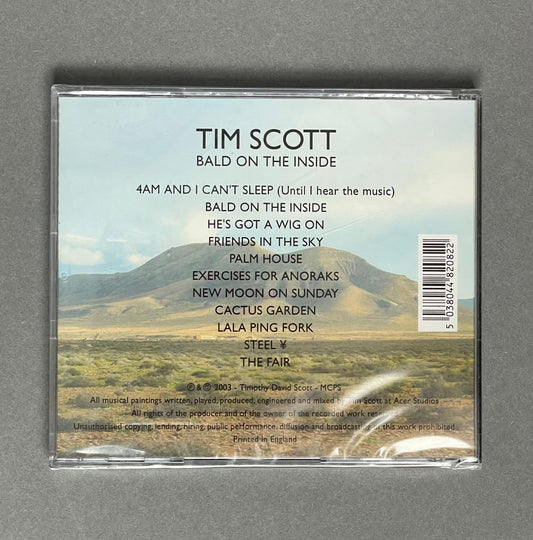 TIM SCOTT
BALD ON THE INSIDE
4AM AND I CAN'T SLEEP (Until I hear the music)
BALD ON THE INSIDE
HE'S GOT A WIG ON
FRIENDS IN THE SKY
PALM HOUSE
EXERCISES FOR ANORAKS
NEW MOON ON SUNDAY
CACTUS GARDEN
LALA PING FORK
STEEL ¥
THE FAIR
℗ & © 2003 - Timothy David Scott - MCPS
All musical paintings written, played, produced, engineered and mixed by Tim Scott at Acer Studios
All rights of the producer and of the owner of the recorded work reserved
Unauthorised copying, lending, hiring, public performance, diffusion and broadcasting of this work prohibited
Printed in England
5 038044 820822